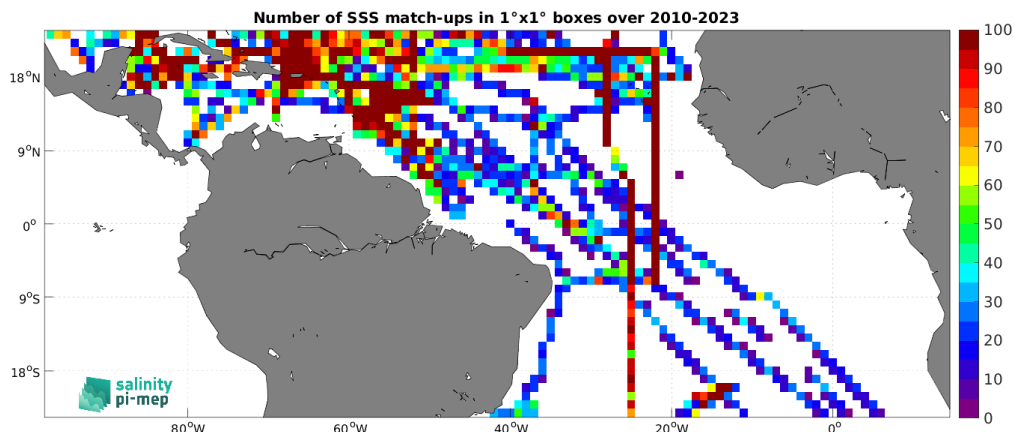 Number of SSS match-ups in 1°x1° boxes over 2010-2023
100
90
80
70
60
50
40
30
20
10
0
18°N
9°N
0°
9°S
18°S
80°W
60°W
40°W
20°W
0°
salinity
pi-mep